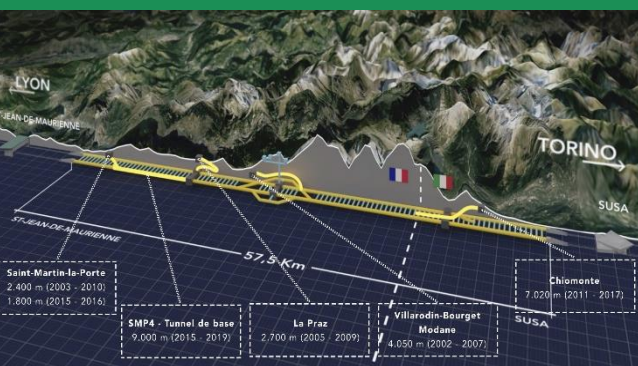 LYON
T-JEAN-DE-MAURIENNE
TORINO
SUSA
ST-JEAN-DE-MAURIENNE
57,5 Km
SUSA
Saint-Martin-la-Porte
2.400 m (2003 - 2010)
1.800 m (2015 - 2016)
SMP4 - Tunnel de base
9.000 m (2015 - 2019)
La Praz
2.700 m (2005 - 2009)
Villarodin-Bourget
Modane
4.050 m (2002 - 2007)
Chiomonte
7.020 m (2011 - 2017)